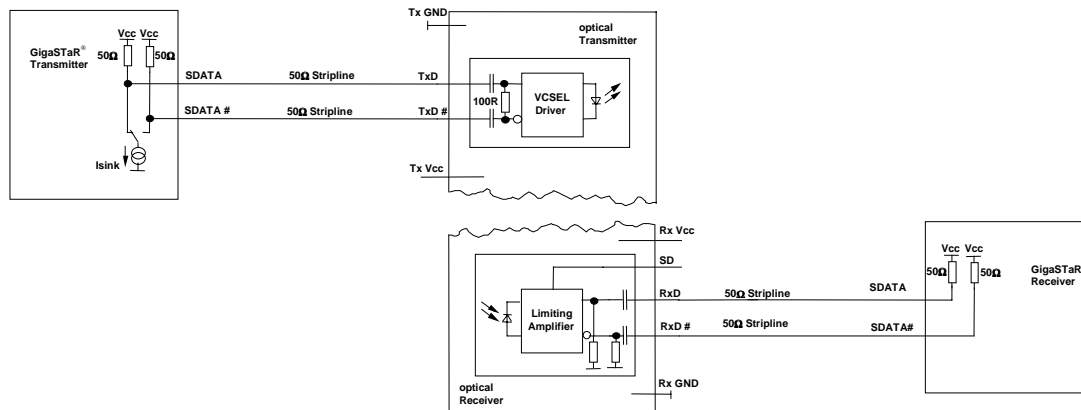 Tx GND
optical
Transmitter
GigaSTaR®
Transmitter
Vcc Vcc
50Ω 50Ω
SDATA 50Ω Stripline TxD
SDATA # 50Ω Stripline TxD #
100R
VCSEL
Driver
Isink
Tx Vcc
Rx Vcc
SD
RxD 50Ω Stripline SDATA
RxD # 50Ω Stripline SDATA#
Limiting
Amplifier
Vcc Vcc
50Ω 50Ω
GigaSTaR
Receiver
optical
Receiver
Rx GND